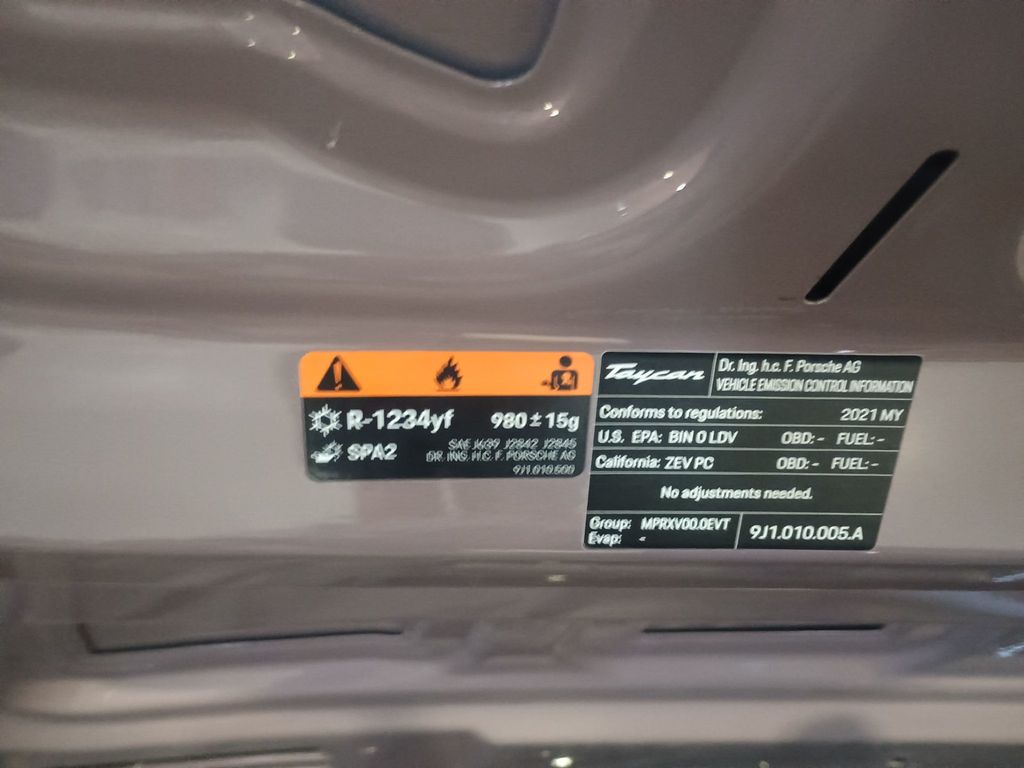 R-1234yf 980 ± 15g
SPA2
SAE J639 J2842 J2845
DR. ING. H.C. F. PORSCHE AG
9J1.010.500
Taycan
Dr. Ing. h.c. F. Porsche AG
VEHICLE EMISSION CONTROL INFORMATION
Conforms to regulations: 2021 MY
U.S. EPA: BIN 0 LDV OBD: - FUEL: -
California: ZEV PC OBD: - FUEL: -
No adjustments needed.
Group: MPRXV00.0EVT
Evap: -
9J1.010.005.A